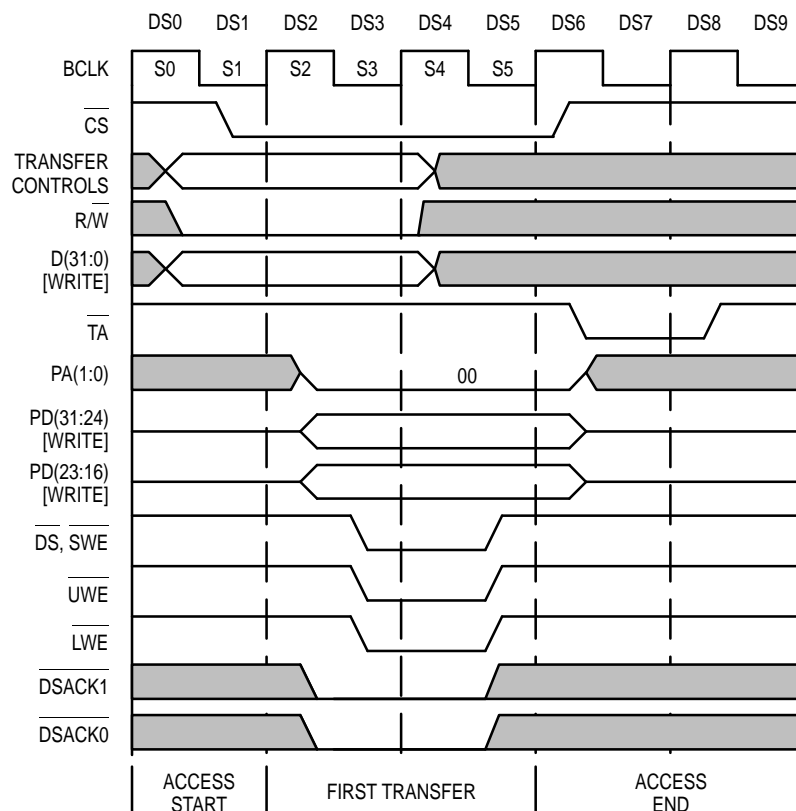 DS0 DS1 DS2 DS3 DS4 DS5 DS6 DS7 DS8 DS9
BCLK S0 S1 S2 S3 S4 S5
CS
TRANSFER
CONTROLS
R/W
D(31:0)
[WRITE]
TA
PA(1:0) 00
PD(31:24)
[WRITE]
PD(23:16)
[WRITE]
DS, SWE
UWE
LWE
DSACK1
DSACK0
ACCESS
START
FIRST TRANSFER
ACCESS
END